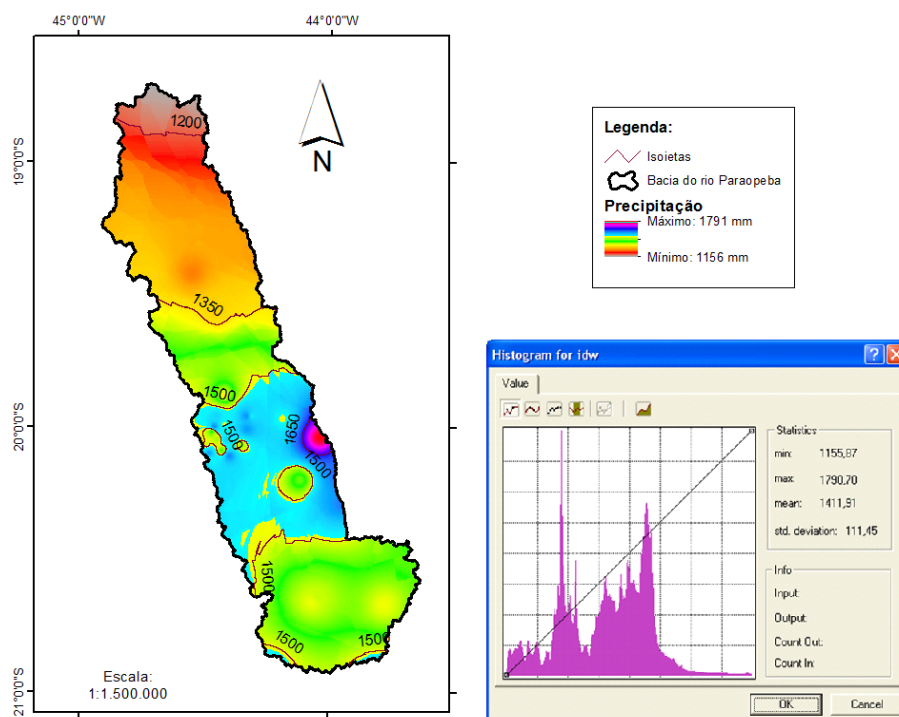 45°0'0"W
44°0'0"W
19°0'0"S
20°0'0"S
21°0'0"S
1200
1350
1500
1500
1650
1500
1500
1500
1500
N
Escala:
1:1.500.000
Legenda:
Isoietas
Bacia do rio Paraopeba
Precipitação
Máximo: 1791 mm
Mínimo: 1156 mm
Histogram for idw
Value
Statistics
min: 1155,87
max: 1790,70
mean: 1411,91
std. deviation: 111,45
Info
Input:
Output:
Count Out:
Count In:
OK
Cancel